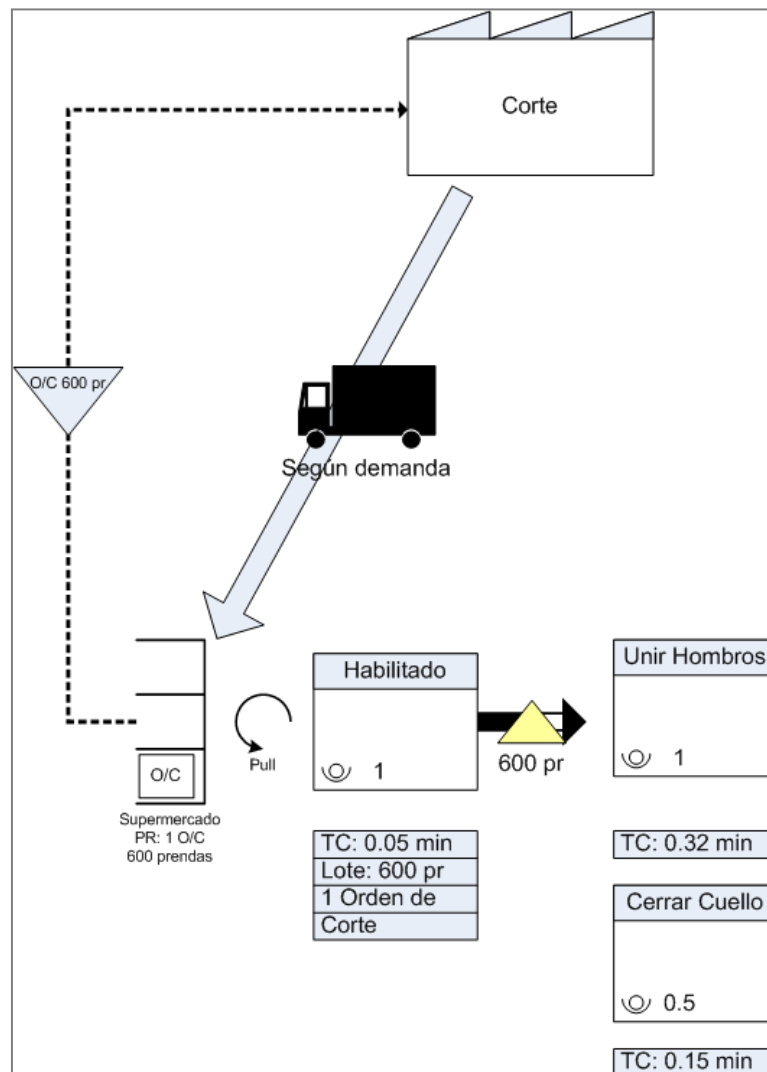 Corte
O/C 600 pr
Según demanda
O/C
Supermercado
PR: 1 O/C
600 prendas
Pull
Habilitado
1
TC: 0.05 min
Lote: 600 pr
1 Orden de
Corte
600 pr
Unir Hombros
1
TC: 0.32 min
Cerrar Cuello
0.5
TC: 0.15 min